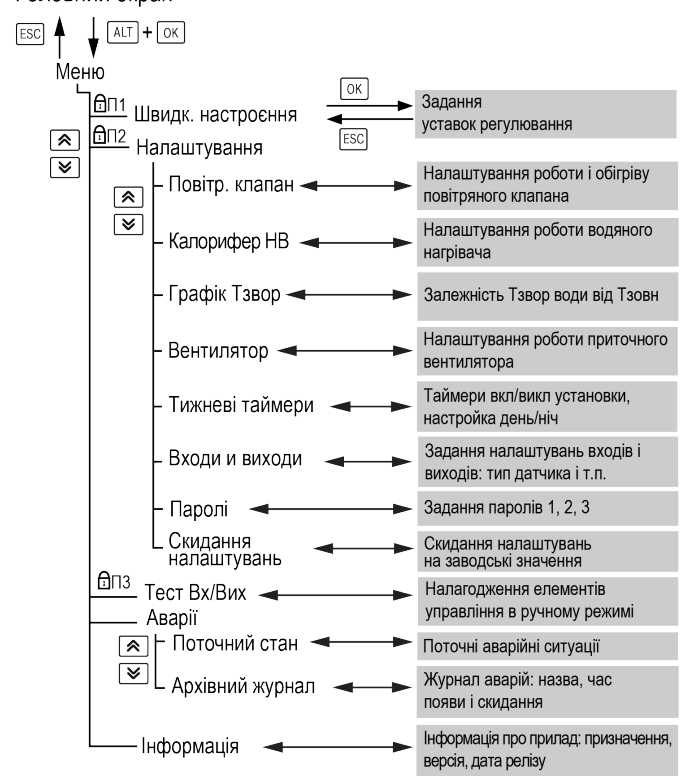 Головний екран
ESC ALT + OK
Меню
П1 Швидк. настроєння
OK
ESC
Задання
уставок регулювання
П2 Налаштування
Повітр. клапан
Налаштування роботи і обігріву
повітряного клапана
Калорифер НВ
Налаштування роботи водяного
нагрівача
Графік Тзвор
Залежність Тзвор води від Тзовн
Вентилятор
Налаштування роботи приточного
вентилятора
Тижневі таймери
Таймери вкл/викл установки,
настройка день/ніч
Входи и виходи
Задання налаштувань входів і
виходів: тип датчика і т.п.
Паролі
Задання паролів 1, 2, 3
Скидання
налаштувань
Скидання налаштувань
на заводські значення
П3 Тест Вх/Вих
Налагодження елементів
управління в ручному режимі
Аварії
Поточний стан
Поточні аварійні ситуації
Архівний журнал
Журнал аварій: назва, час
появи і скидання
Інформація
Інформація про прилад: призначення,
версія, дата релізу